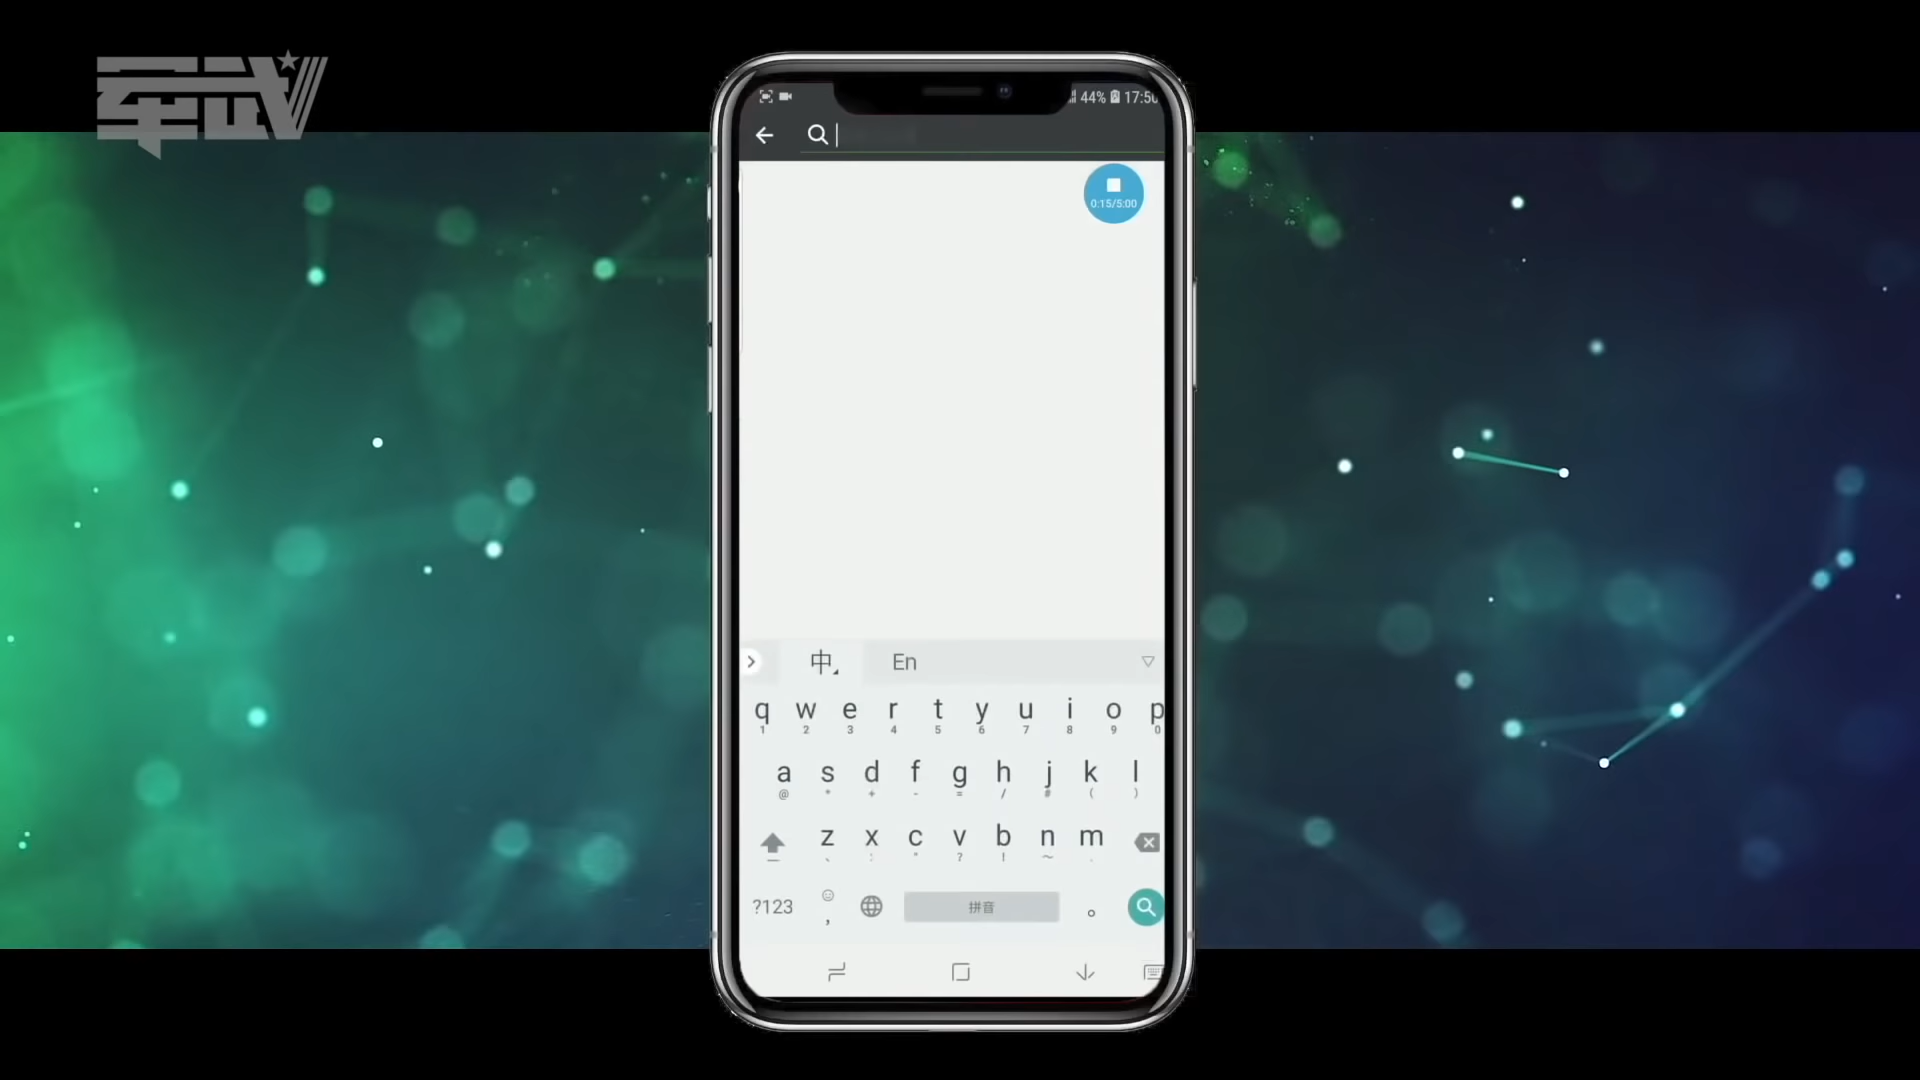 军武
44% 17:50
0:15/5:00
中 En
q w e r t y u i o p
1 2 3 4 5 6 7 8 9 0
a s d f g h j k l
@ * + - = / # ( )
z x c v b n m
、 : " ? ! ~ .
?123 , 拼音 。